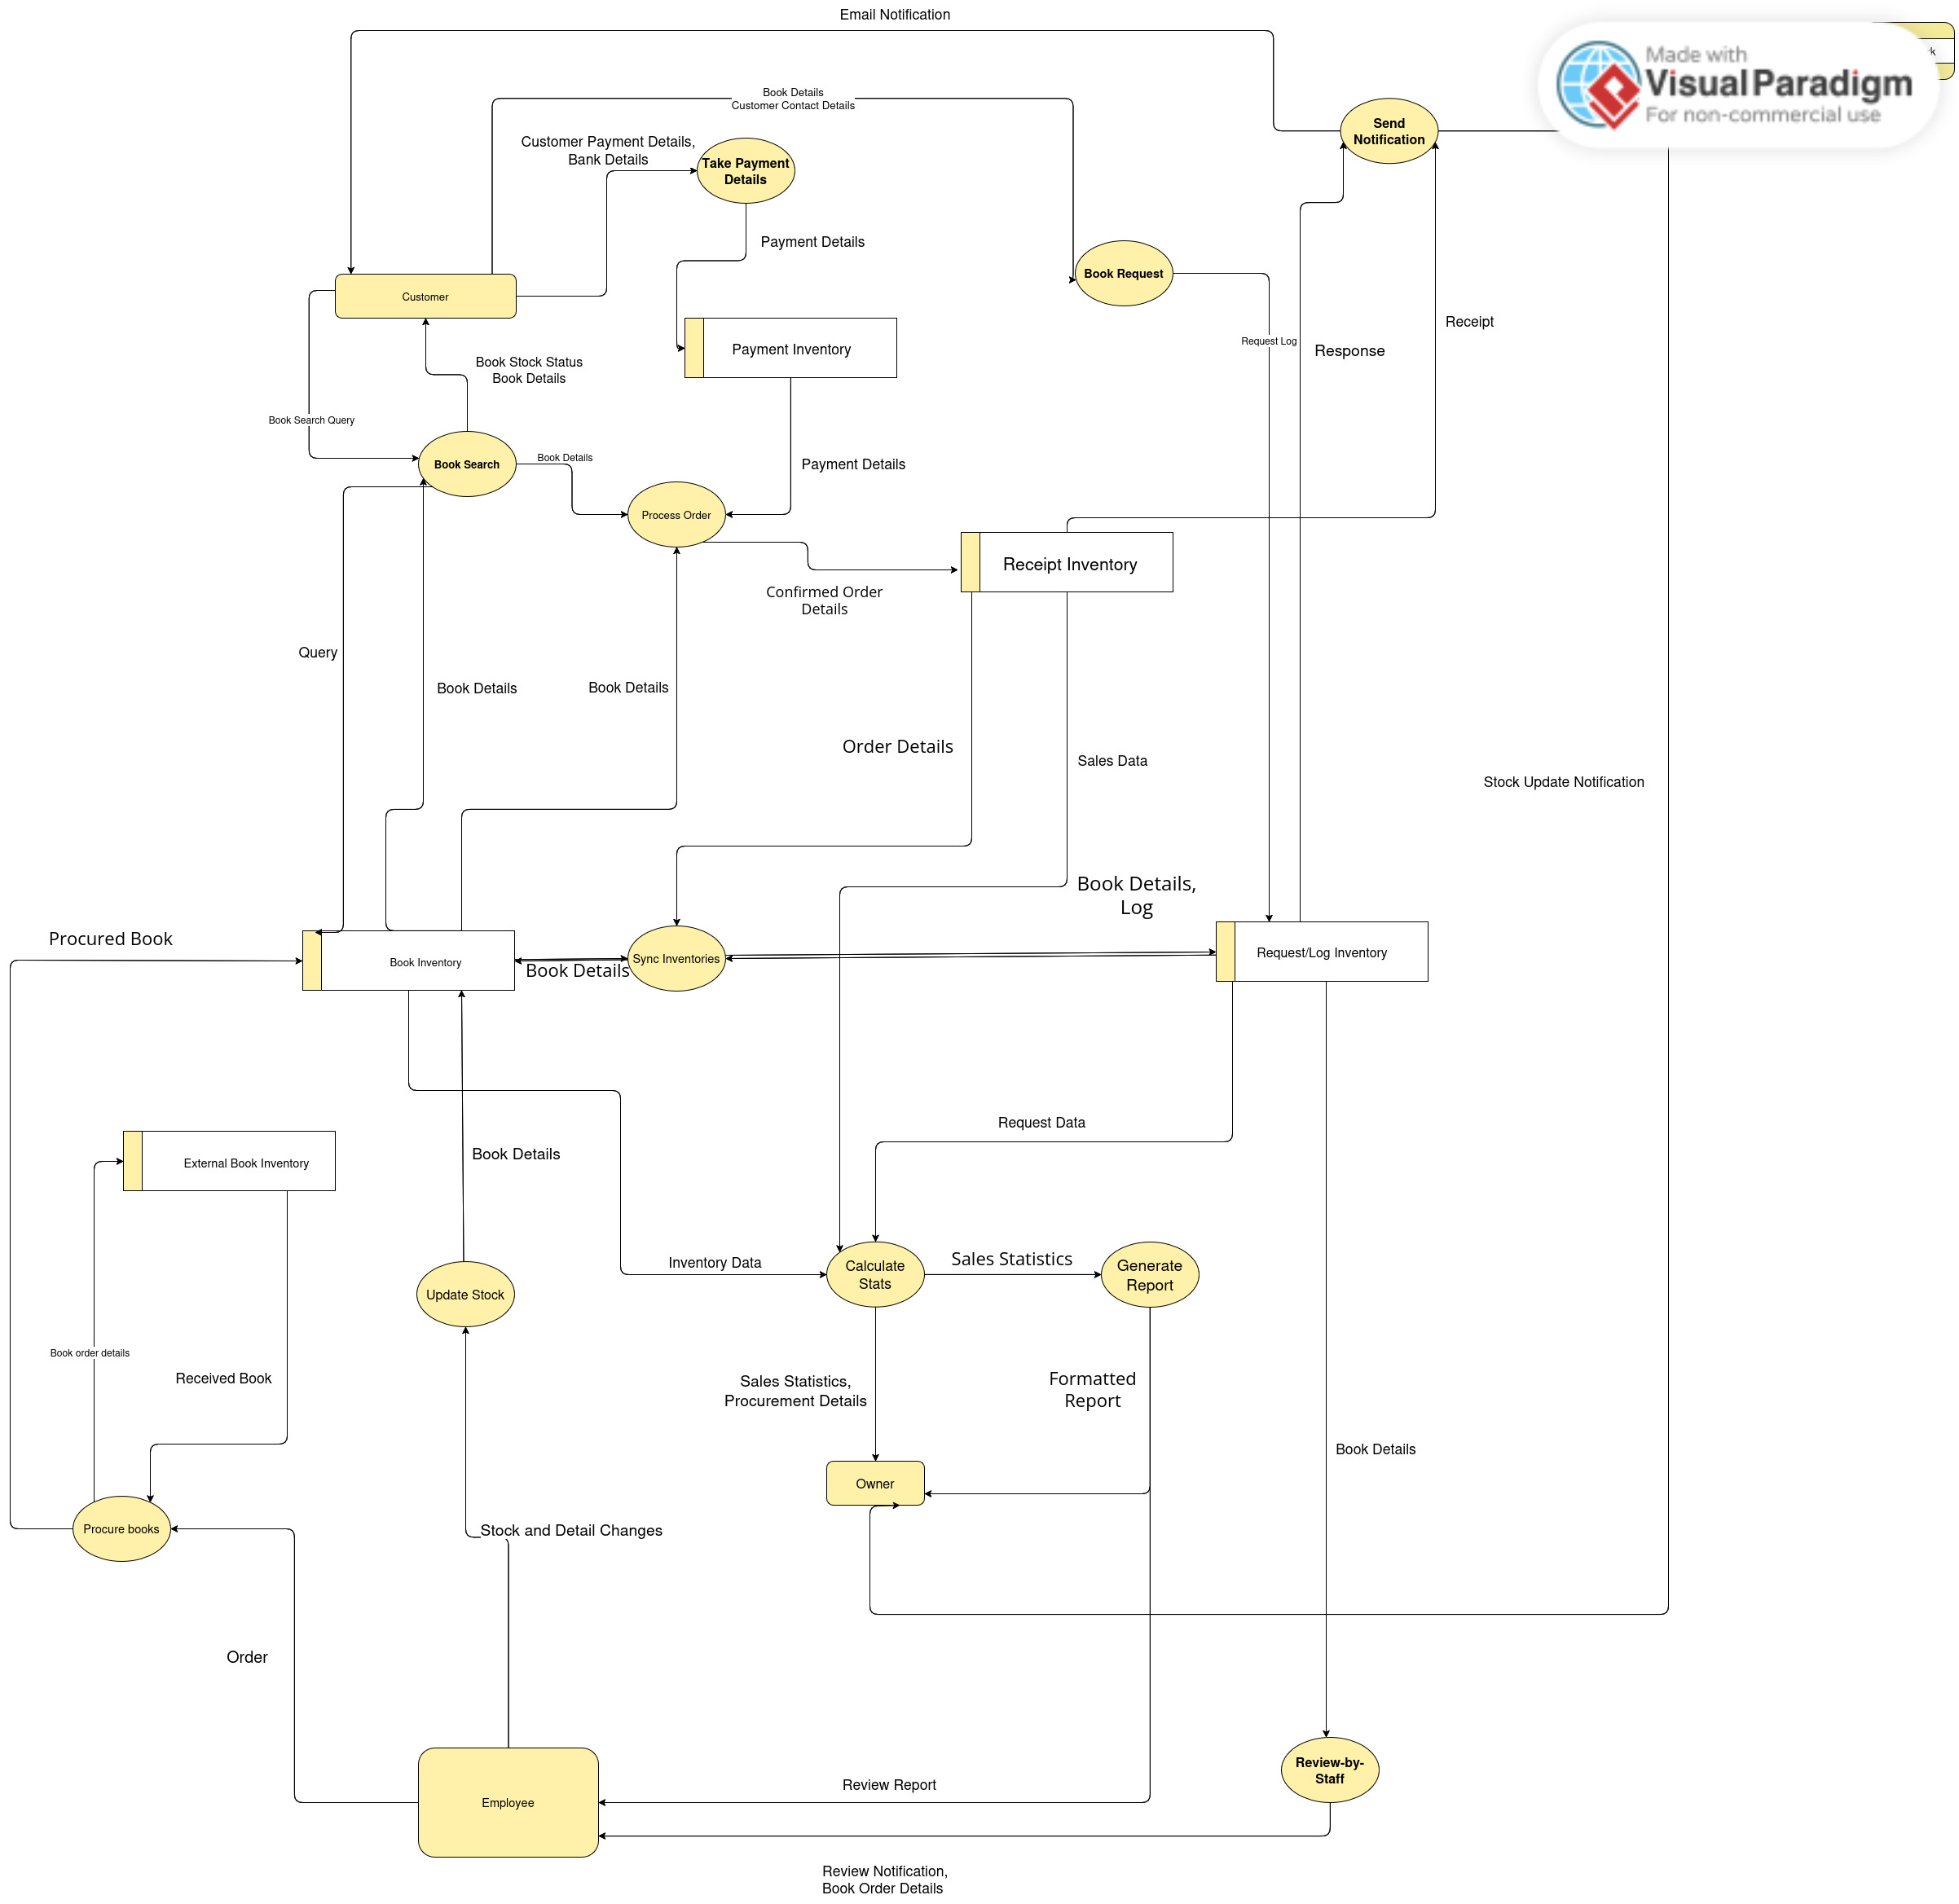 Email Notification
Made with
Visual Paradigm
For non-commercial use
Book Details
Customer Contact Details
Send
Notification
Customer Payment Details,
Bank Details
Take Payment
Details
Payment Details
Book Request
Customer
Receipt
Request Log
Response
Payment Inventory
Book Stock Status
Book Details
Book Search Query
Book Search
Book Details
Payment Details
Process Order
Receipt Inventory
Confirmed Order
Details
Query
Book Details
Book Details
Order Details
Sales Data
Stock Update Notification
Book Details,
Log
Procured Book
Book Inventory
Book Details
Sync Inventories
Request/Log Inventory
Request Data
Book Details
External Book Inventory
Inventory Data
Calculate
Stats
Sales Statistics
Generate
Report
Update Stock
Book order details
Received Book
Sales Statistics,
Procurement Details
Formatted
Report
Book Details
Owner
Procure books
Stock and Detail Changes
Order
Review-by-
Staff
Review Report
Employee
Review Notification,
Book Order Details